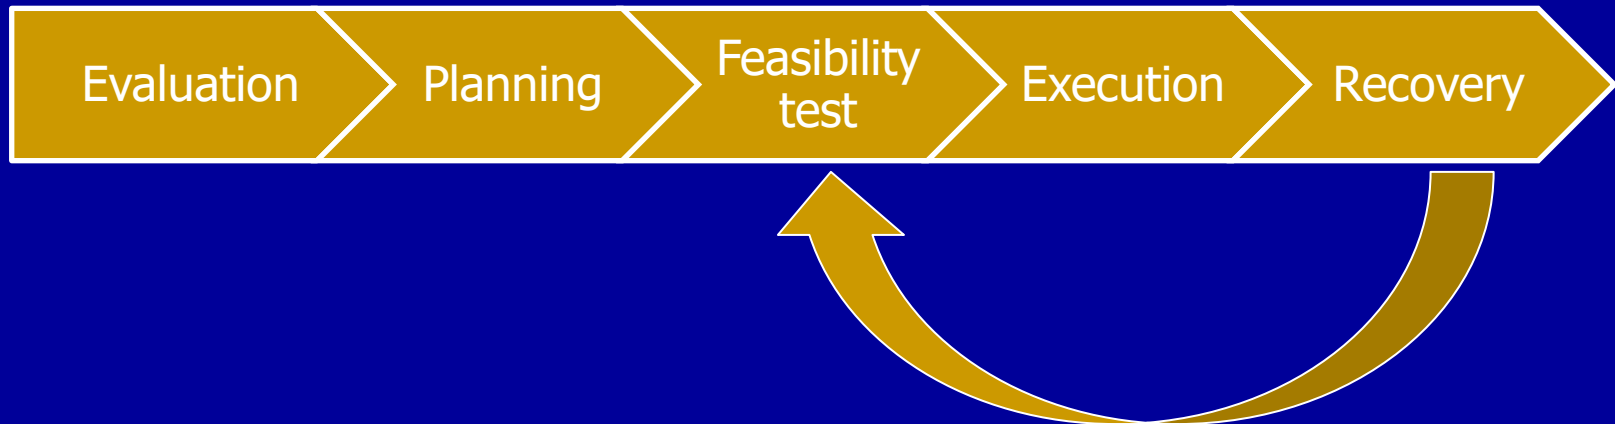 Evaluation
Planning
Feasibility
test
Execution
Recovery